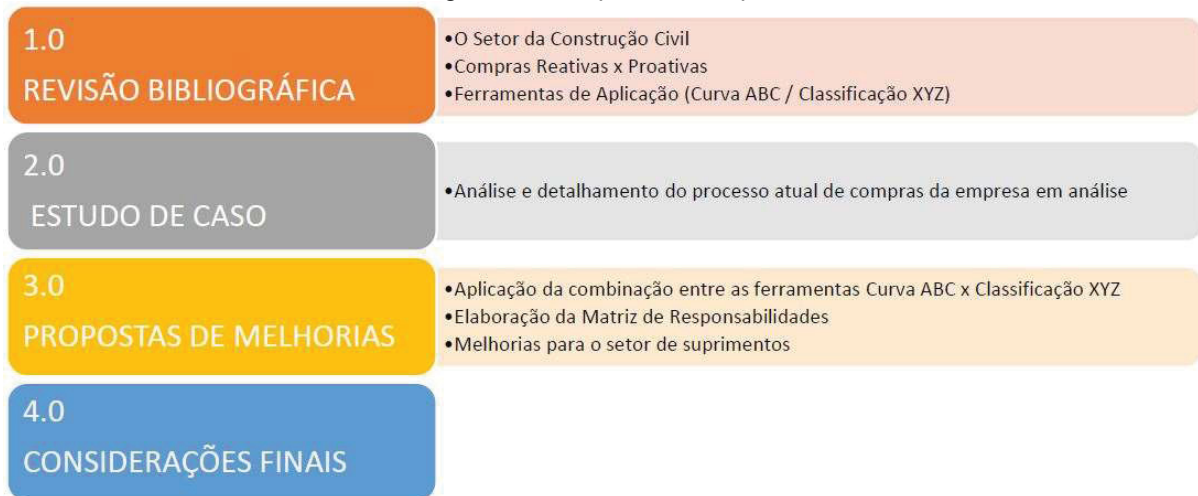 1.0
REVISÃO BIBLIOGRÁFICA
•O Setor da Construção Civil
•Compras Reativas x Proativas
•Ferramentas de Aplicação (Curva ABC / Classificação XYZ)
2.0
ESTUDO DE CASO
•Análise e detalhamento do processo atual de compras da empresa em análise
3.0
PROPOSTAS DE MELHORIAS
•Aplicação da combinação entre as ferramentas Curva ABC x Classificação XYZ
•Elaboração da Matriz de Responsabilidades
•Melhorias para o setor de suprimentos
4.0
CONSIDERAÇÕES FINAIS